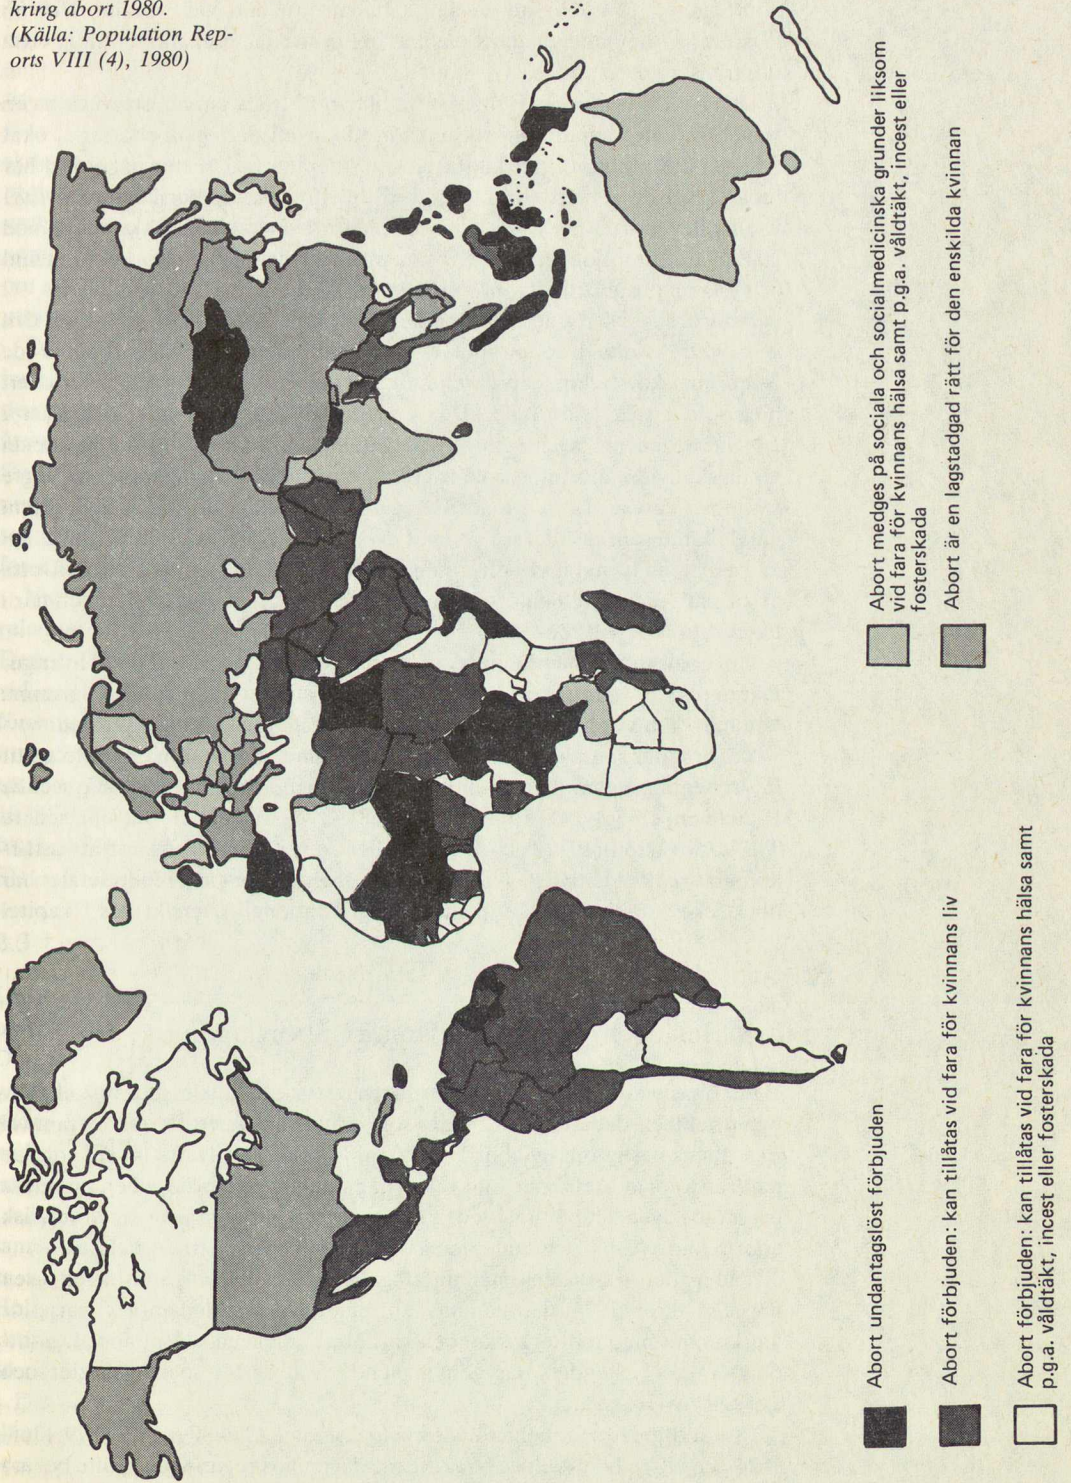 kring abort 1980.
(Källa: Population Rep-
orts VIII (4), 1980)
Abort undantagslöst förbjuden
Abort förbjuden: kan tillåtas vid fara för kvinnans liv
Abort förbjuden: kan tillåtas vid fara för kvinnans hälsa samt
p.g.a. våldtäkt, incest eller fosterskada
Abort medges på sociala och socialmedicinska grunder liksom
vid fara för kvinnans hälsa samt p.g.a. våldtäkt, incest eller
fosterskada
Abort är en lagstadgad rätt för den enskilda kvinnan